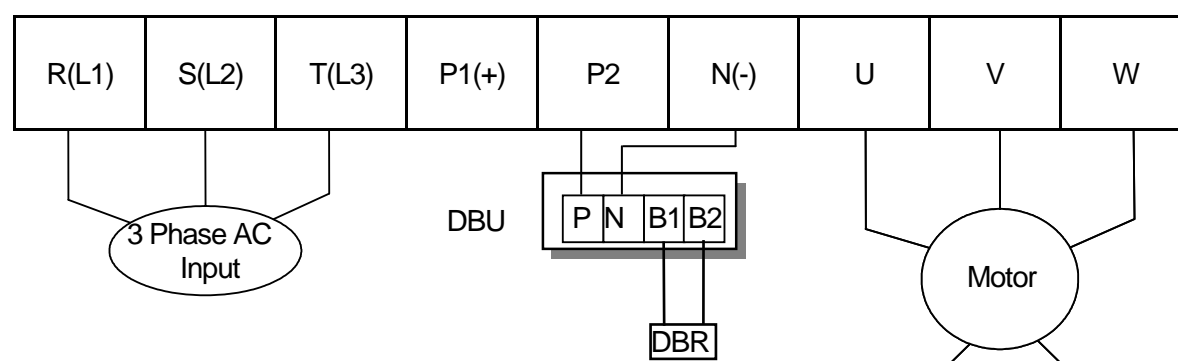 R(L1) S(L2) T(L3) P1(+) P2 N(-) U V W
3 Phase AC
Input
DBU
P N B1 B2
DBR
Motor